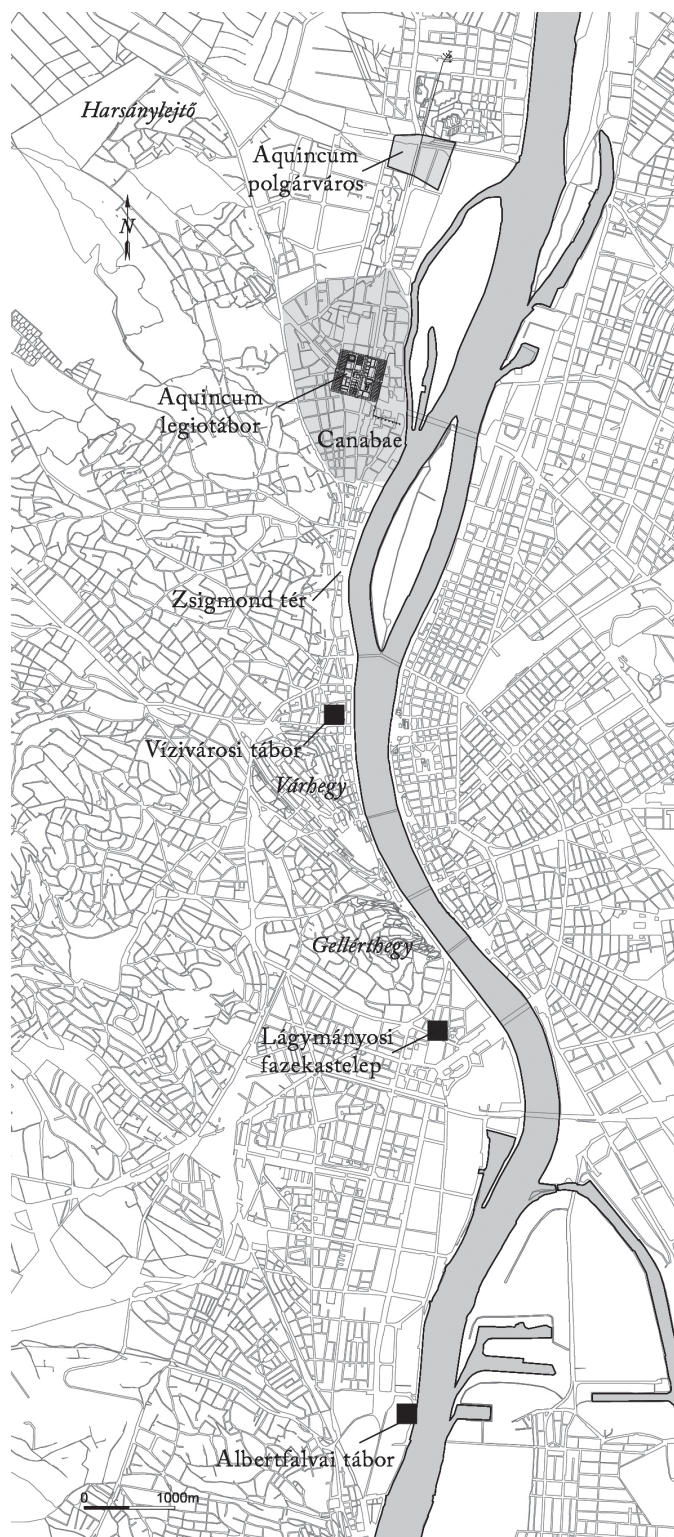 Harsánylejtő
Aquincum
polgárváros
N
Aquincum
legiotábor
Canabae
Zsigmond tér
Vízivárosi tábor
Várhegy
Gellérthegy
Lágymányosi
fazekastelep
Albertfalvai tábor
0 1000m